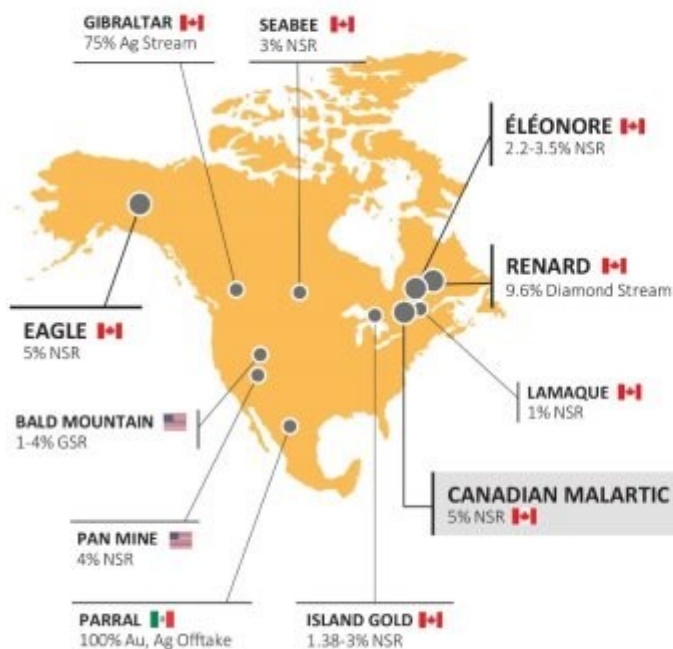 GIBRALTAR
75% Ag Stream
SEABEE
3% NSR
ÉLÉONORE
2.2-3.5% NSR
RENARD
9.6% Diamond Stream
EAGLE
5% NSR
LAMAQUE
1% NSR
BALD MOUNTAIN
1-4% GSR
CANADIAN MALARTIC
5% NSR
PAN MINE
4% NSR
PARRAL
100% Au, Ag Offtake
ISLAND GOLD
1.38-3% NSR